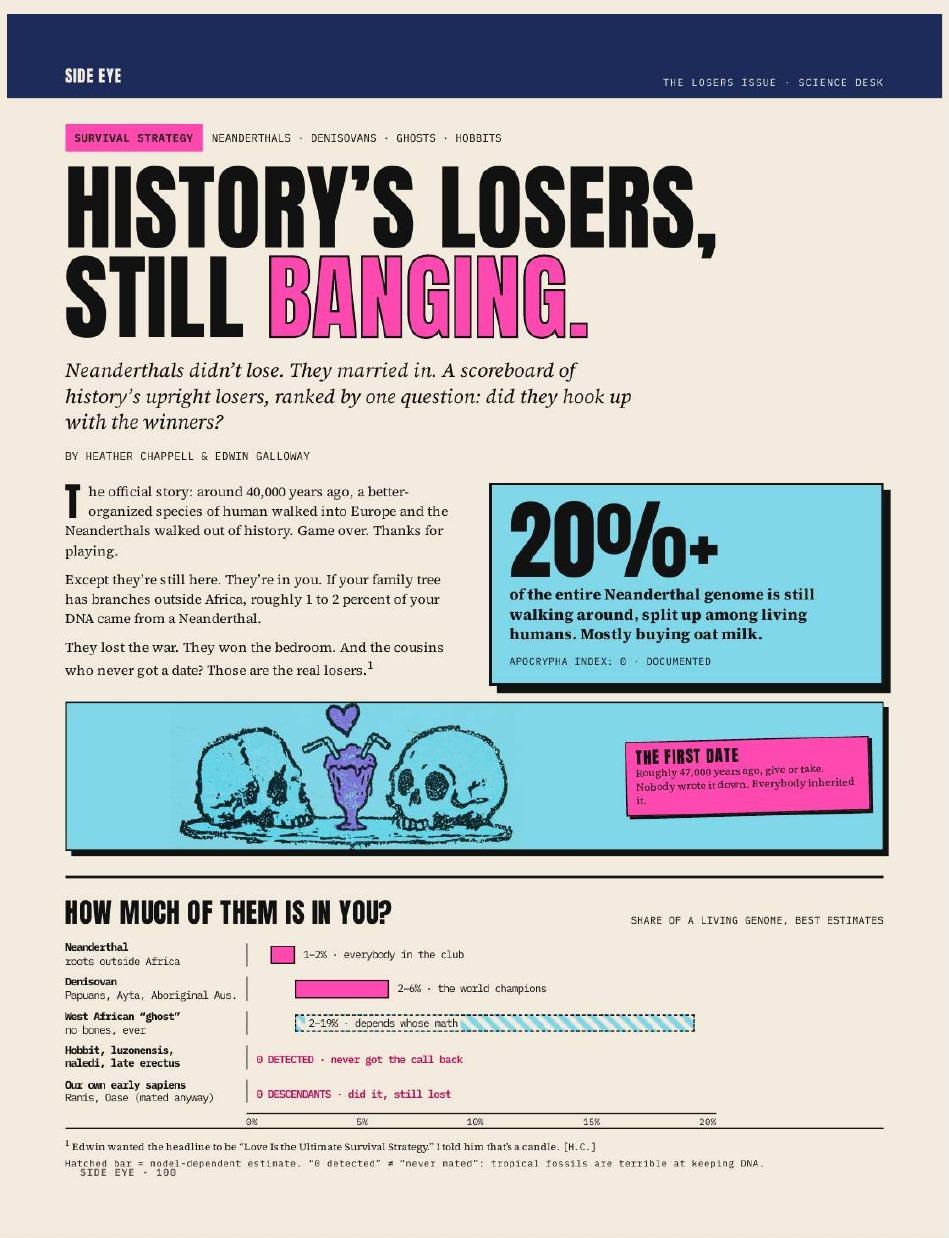 SIDE EYE
THE LOSERS ISSUE · SCIENCE DESK
SURVIVAL STRATEGY
NEANDERTHALS · DENISOVANS · GHOSTS · HOBBITS
HISTORY’S LOSERS,
STILL BANGING.
Neanderthals didn’t lose. They married in. A scoreboard of
history’s upright losers, ranked by one question: did they hook up
with the winners?
BY HEATHER CHAPPELL & EDWIN GALLOWAY
The official story: around 40,000 years ago, a better-
organized species of human walked into Europe and the
Neanderthals walked out of history. Game over. Thanks for
playing.
Except they’re still here. They’re in you. If your family tree
has branches outside Africa, roughly 1 to 2 percent of your
DNA came from a Neanderthal.
They lost the war. They won the bedroom. And the cousins
who never got a date? Those are the real losers.¹
20%+
of the entire Neanderthal genome is still
walking around, split up among living
humans. Mostly buying oat milk.
APOCRYPHA INDEX: 0 · DOCUMENTED
THE FIRST DATE
Roughly 47,000 years ago, give or take.
Nobody wrote it down. Everybody inherited
it.
HOW MUCH OF THEM IS IN YOU?
SHARE OF A LIVING GENOME, BEST ESTIMATES
Neanderthal
roots outside Africa
1–2% · everybody in the club
Denisovan
Papuans, Ayta, Aboriginal Aus.
2–6% · the world champions
West African “ghost”
no bones, ever
2–19% · depends whose math
Hobbit, luzonensis,
naledi, late erectus
0 DETECTED · never got the call back
Our own early sapiens
Ranis, Oase (mated anyway)
0 DESCENDANTS · did it, still lost
0% 5% 10% 15% 20%
¹ Edwin wanted the headline to be “Love Is the Ultimate Survival Strategy.” I told him that’s a candle. [H.C.]
Hatched bar = model-dependent estimate. “0 detected” ≠ “never mated”: tropical fossils are terrible at keeping DNA.
SIDE EYE · 100